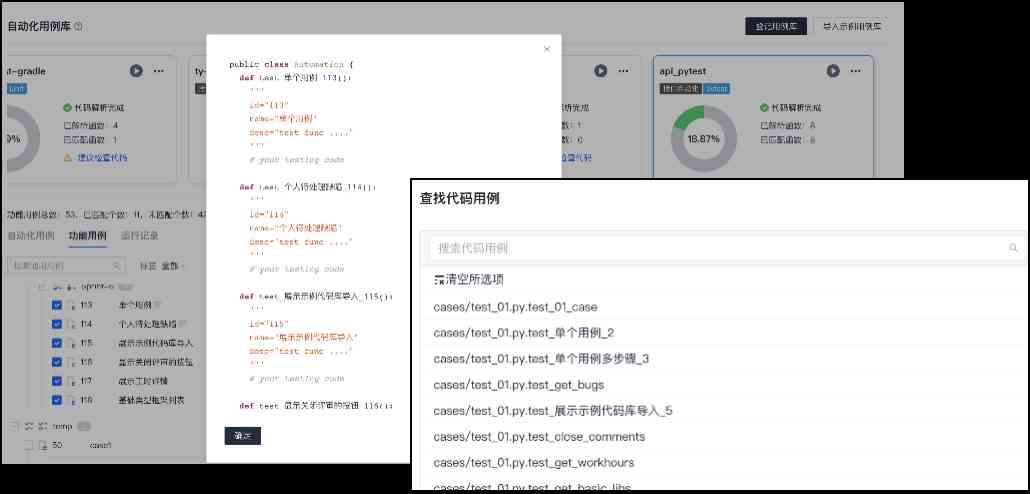 自动化用例库
登记用例库
导入示例用例库
t-gradle
ty-
api_pytest
代码解析完成
已解析函数：4
已匹配函数：1
建议检查代码
接口自动化 pytest
18.87%
代码解析完成
已解析函数：8
已匹配函数：8
功能用例总数：53，已匹配个数：11，未匹配个数：4
自动化用例 功能用例 运行记录
标签 全部
113 单个用例
114 个人待处理缺陷
115 展示示例代码库导入
116 显示关闭评审的按钮
117 展示工时详情
118 基础类型框架列表
temp
50 case1
public class Automation {
def test_单个用例_113():
'''
id="113"
name="单个用例"
desc="test func ...."
'''
# your testing code
def test_个人待处理缺陷_114():
'''
id="114"
name="个人待处理缺陷"
desc="test func ...."
'''
# your testing code
def test_展示示例代码库导入_115():
'''
id="115"
name="展示示例代码库导入"
desc="test func ...."
'''
# your testing code
def test_显示关闭评审的按钮_116():
确定
查找代码用例
搜索代码用例
清空所选项
cases/test_01.py.test_01_case
cases/test_01.py.test_单个用例_2
cases/test_01.py.test_单个用例多步骤_3
cases/test_01.py.test_get_bugs
cases/test_01.py.test_展示示例代码库导入_5
cases/test_01.py.test_close_comments
cases/test_01.py.test_get_workhours
cases/test_01.py.test_get_basic_libs